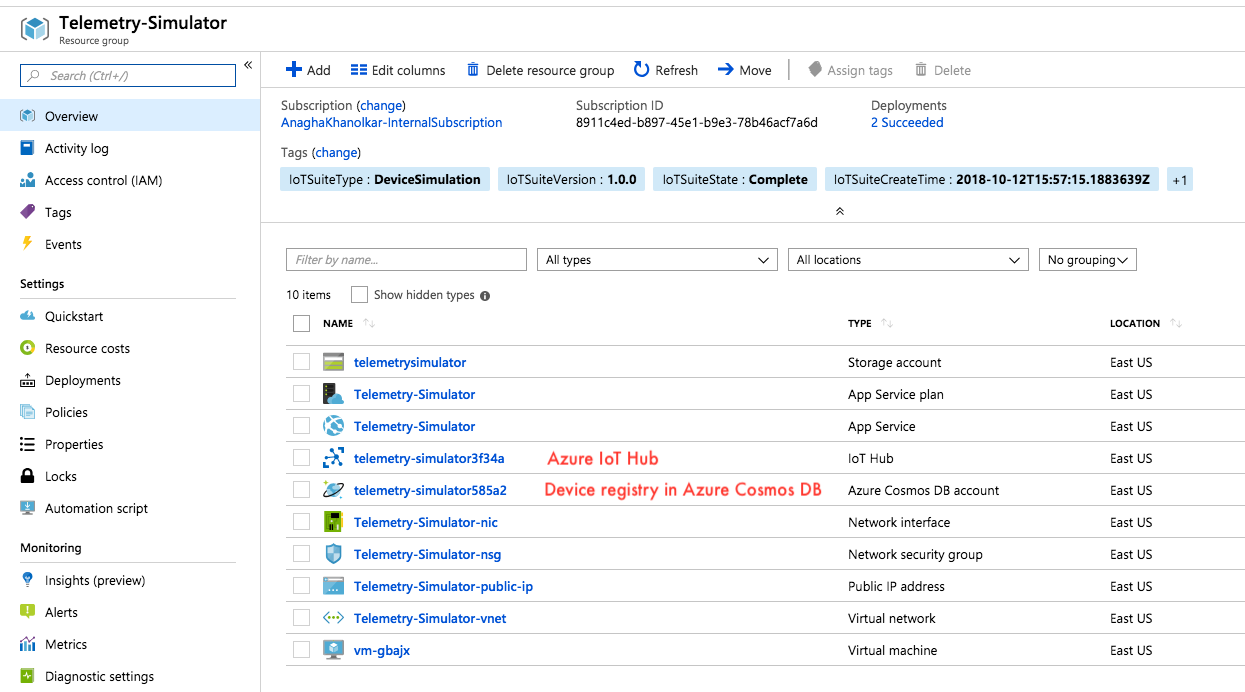 Telemetry-Simulator
Resource group
Search (Ctrl+/)
«
Overview
Activity log
Access control (IAM)
Tags
Events
Settings
Quickstart
Resource costs
Deployments
Policies
Properties
Locks
Automation script
Monitoring
Insights (preview)
Alerts
Metrics
Diagnostic settings
Add Edit columns Delete resource group Refresh Move Assign tags Delete
Subscription (change) Subscription ID Deployments
AnaghaKhanolkar-InternalSubscription 8911c4ed-b897-45e1-b9e3-78b46acf7a6d 2 Succeeded
Tags (change)
IoTSuiteType : DeviceSimulation IoTSuiteVersion : 1.0.0 IoTSuiteState : Complete IoTSuiteCreateTime : 2018-10-12T15:57:15.1883639Z +1
Filter by name... All types All locations No grouping
10 items Show hidden types
NAME TYPE LOCATION
telemetrysimulator Storage account East US
Telemetry-Simulator App Service plan East US
Telemetry-Simulator App Service East US
telemetry-simulator3f34a Azure IoT Hub IoT Hub East US
telemetry-simulator585a2 Device registry in Azure Cosmos DB Azure Cosmos DB account East US
Telemetry-Simulator-nic Network interface East US
Telemetry-Simulator-nsg Network security group East US
Telemetry-Simulator-public-ip Public IP address East US
Telemetry-Simulator-vnet Virtual network East US
vm-gbajx Virtual machine East US